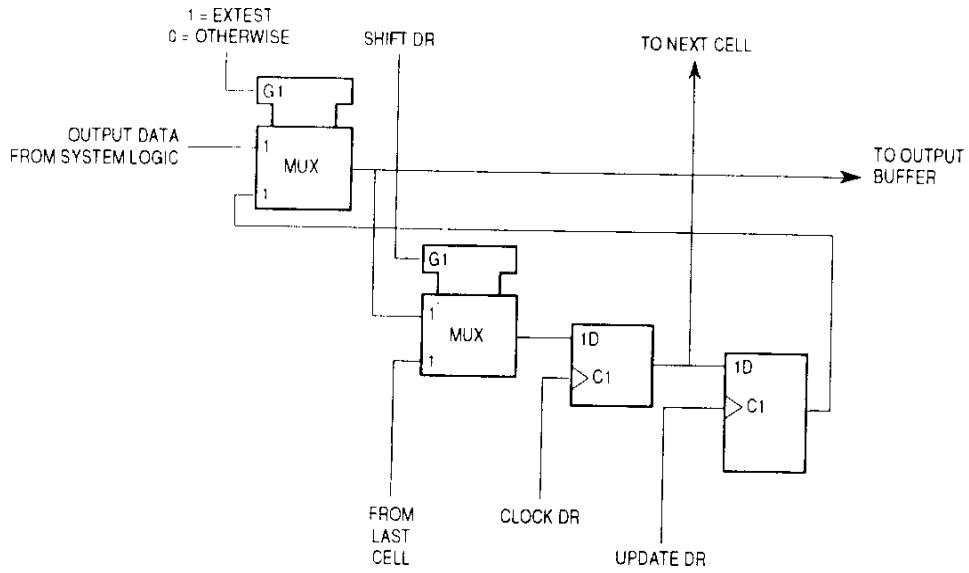 1 = EXTEST
0 = OTHERWISE
SHIFT DR
TO NEXT CELL
G1
OUTPUT DATA
FROM SYSTEM LOGIC
1
MUX
1
TO OUTPUT
BUFFER
G1
1
MUX
1
1D
C1
1D
C1
FROM
LAST
CELL
CLOCK DR
UPDATE DR